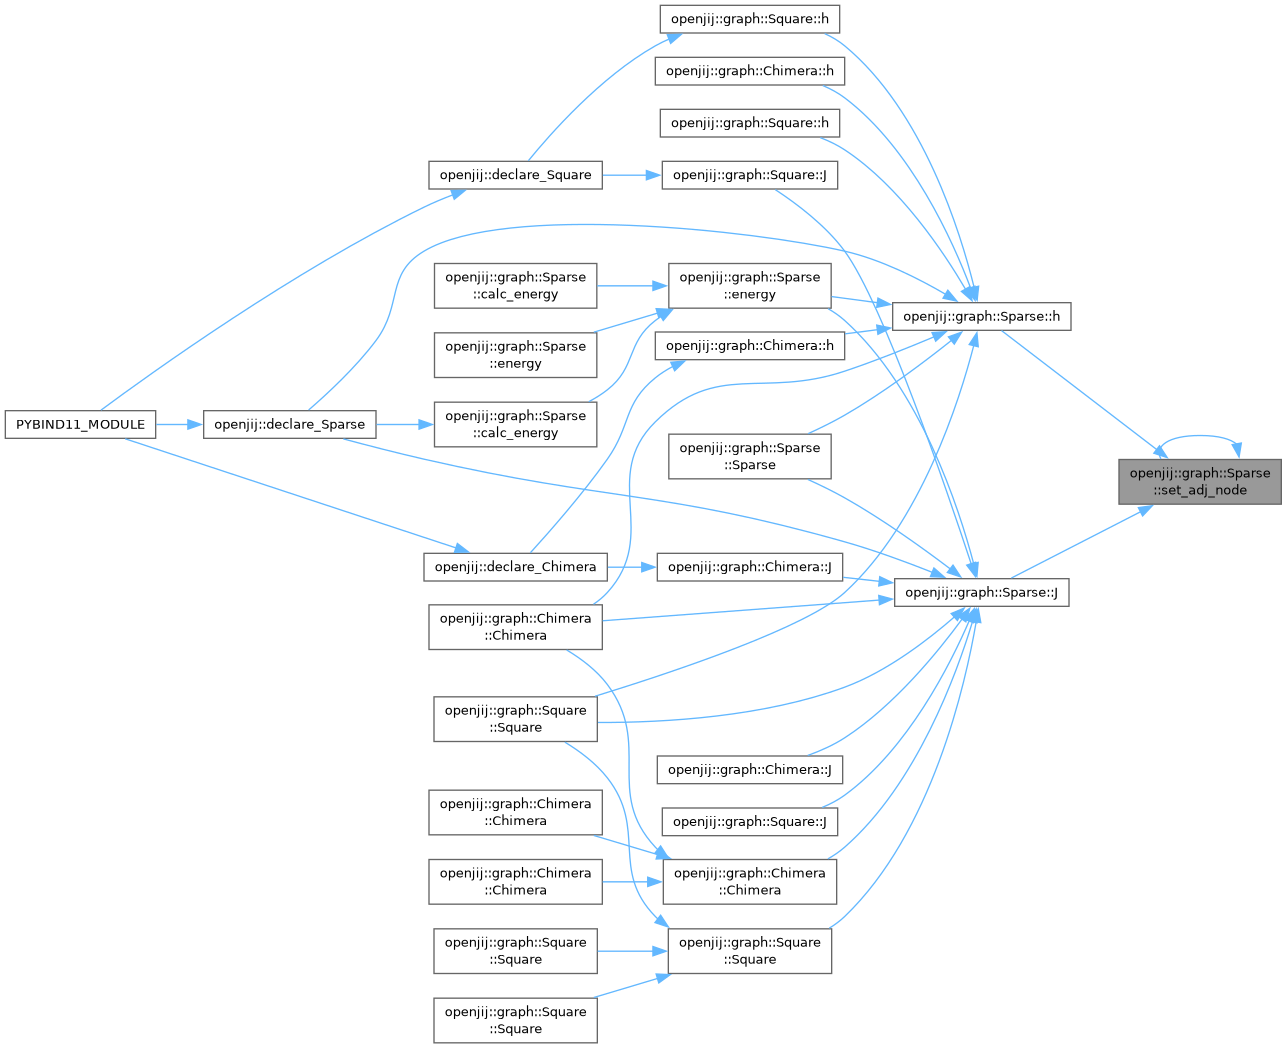 openjij::graph::Square::h
openjij::graph::Chimera::h
openjij::graph::Square::h
openjij::declare_Square
openjij::graph::Square::J
openjij::graph::Sparse
::calc_energy
openjij::graph::Sparse
::energy
openjij::graph::Sparse::h
openjij::graph::Sparse
::energy
openjij::graph::Chimera::h
PYBIND11_MODULE
openjij::declare_Sparse
openjij::graph::Sparse
::calc_energy
openjij::graph::Sparse
::Sparse
openjij::graph::Sparse
::set_adj_node
openjij::declare_Chimera
openjij::graph::Chimera::J
openjij::graph::Sparse::J
openjij::graph::Chimera
::Chimera
openjij::graph::Square
::Square
openjij::graph::Chimera::J
openjij::graph::Chimera
::Chimera
openjij::graph::Square::J
openjij::graph::Chimera
::Chimera
openjij::graph::Chimera
::Chimera
openjij::graph::Square
::Square
openjij::graph::Square
::Square
openjij::graph::Square
::Square